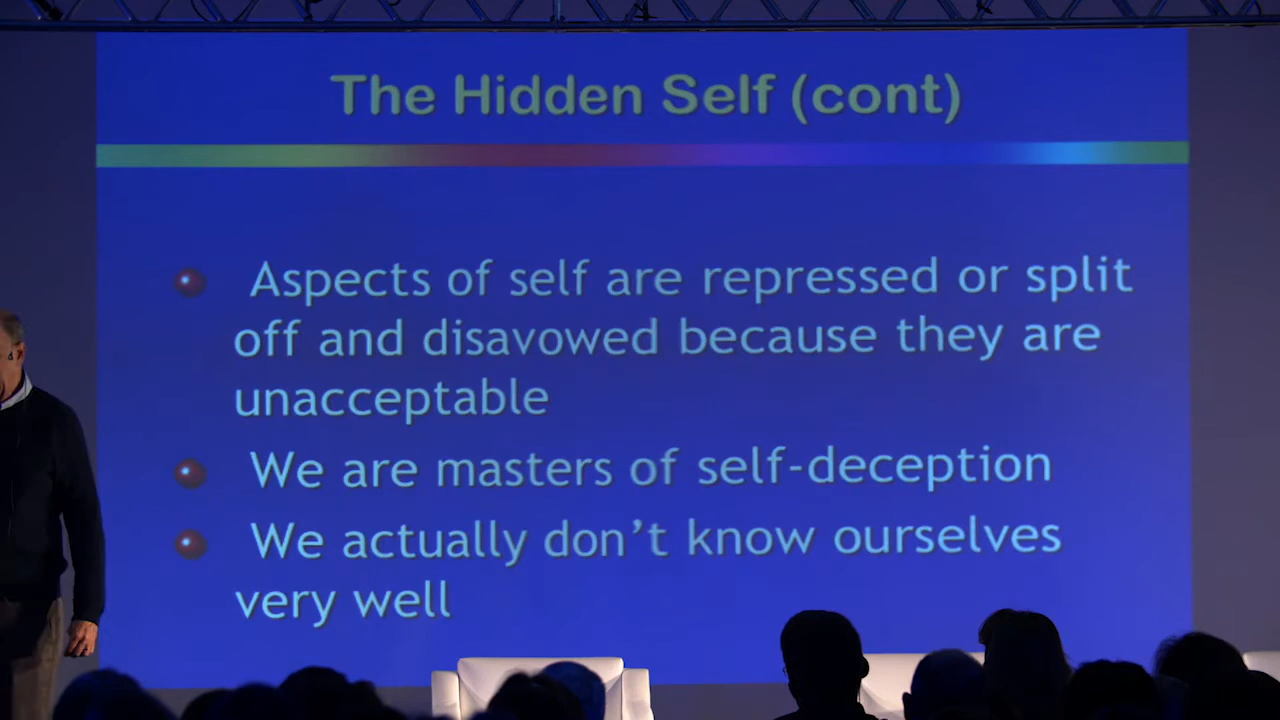 The Hidden Self (cont)
Aspects of self are repressed or split
off and disavowed because they are
unacceptable
We are masters of self-deception
We actually don’t know ourselves
very well